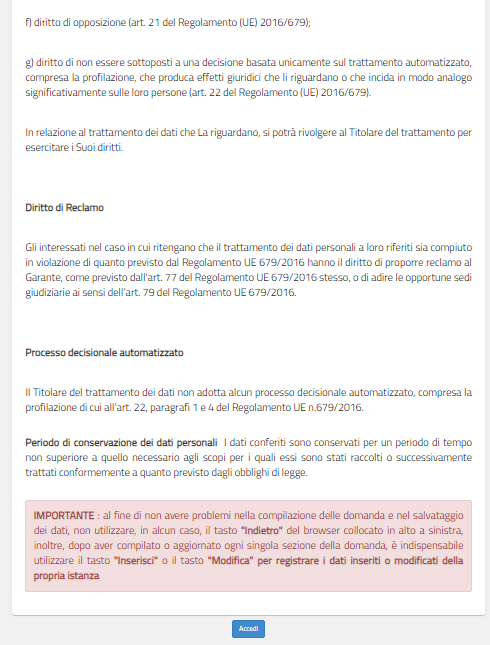 f) diritto di opposizione (art. 21 del Regolamento (UE) 2016/679);
g) diritto di non essere sottoposti a una decisione basata unicamente sul trattamento automatizzato,
compresa la profilazione, che produca effetti giuridici che li riguardano o che incida in modo analogo
significativamente sulle loro persone (art. 22 del Regolamento (UE) 2016/679).
In relazione al trattamento dei dati che La riguardano, si potrà rivolgere al Titolare del trattamento per
esercitare i Suoi diritti.
Diritto di Reclamo
Gli interessati nel caso in cui ritengano che il trattamento dei dati personali a loro riferiti sia compiuto
in violazione di quanto previsto dal Regolamento UE 679/2016 hanno il diritto di proporre reclamo al
Garante, come previsto dall'art. 77 del Regolamento UE 679/2016 stesso, o di adire le opportune sedi
giudiziarie ai sensi dell'art. 79 del Regolamento UE 679/2016.
Processo decisionale automatizzato
Il Titolare del trattamento dei dati non adotta alcun processo decisionale automatizzato, compresa la
profilazione di cui all'art. 22, paragrafi 1 e 4 del Regolamento UE n.679/2016.
Periodo di conservazione dei dati personali I dati conferiti sono conservati per un periodo di tempo
non superiore a quello necessario agli scopi per i quali essi sono stati raccolti o successivamente
trattati conformemente a quanto previsto dagli obblighi di legge.
IMPORTANTE : al fine di non avere problemi nella compilazione delle domanda e nel salvataggio
dei dati, non utilizzare, in alcun caso, il tasto "Indietro" del browser collocato in alto a sinistra,
inoltre, dopo aver compilato o aggiornato ogni singola sezione della domanda, è indispensabile
utilizzare il tasto "Inserisci" o il tasto "Modifica" per registrare i dati inseriti o modificati della
propria istanza
Accedi